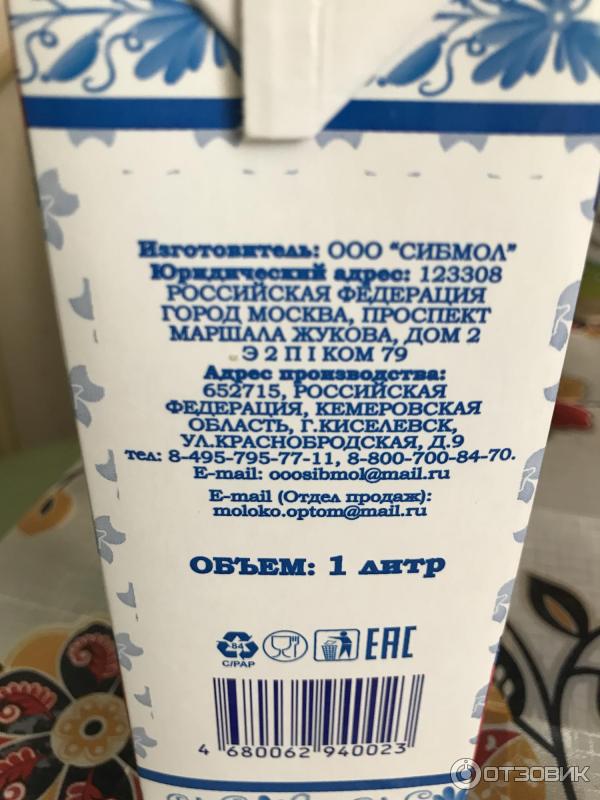 Изготовитель: ООО "СИБМОЛ"
Юридический адрес: 123308
РОССИЙСКАЯ ФЕДЕРАЦИЯ
ГОРОД МОСКВА, ПРОСПЕКТ
МАРШАЛА ЖУКОВА, ДОМ 2
Э 2 П I КОМ 79
Адрес производства:
652715, РОССИЙСКАЯ
ФЕДЕРАЦИЯ, КЕМЕРОВСКАЯ
ОБЛАСТЬ, Г.КИСЕЛЕВСК,
УЛ.КРАСНОБРОДСКАЯ, Д.9
тел: 8-495-795-77-11, 8-800-700-84-70.
E-mail: ooosibmol@mail.ru
E-mail (Отдел продаж):
moloko.optom@mail.ru
ОБЪЕМ: 1 литр
84
C/PAP
EAC
4 680062 940023
ОТЗОВИК